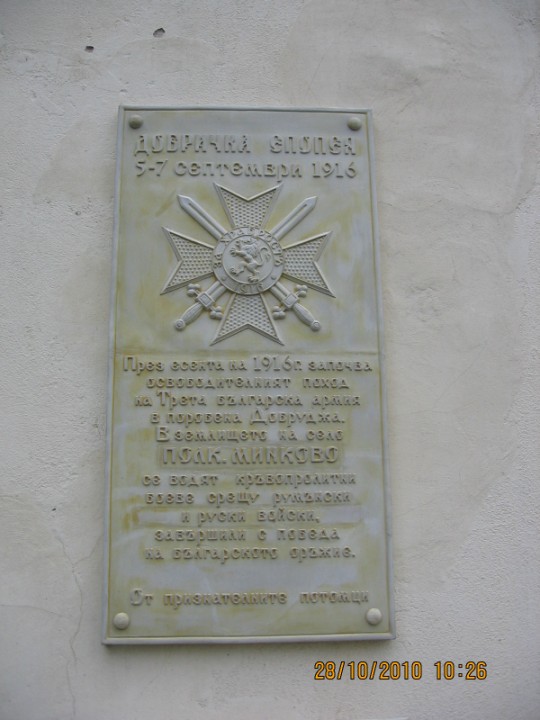 ДОБРИЧКА ЕПОПЕЯ
5-7 СЕПТЕМВРИ 1916
ЗА ХРАБРОСТ
През есента на 1916г. започва
освободителният поход
на Трета българска армия
в поробена Добруджа.
В землището на село
ПОЛК. МИНКОВО
се водят кръвопролитни
боеве срещу румънски
и руски войски,
завършили с победа
на българското оръжие.
От признателните потомци
28/10/2010 10:26